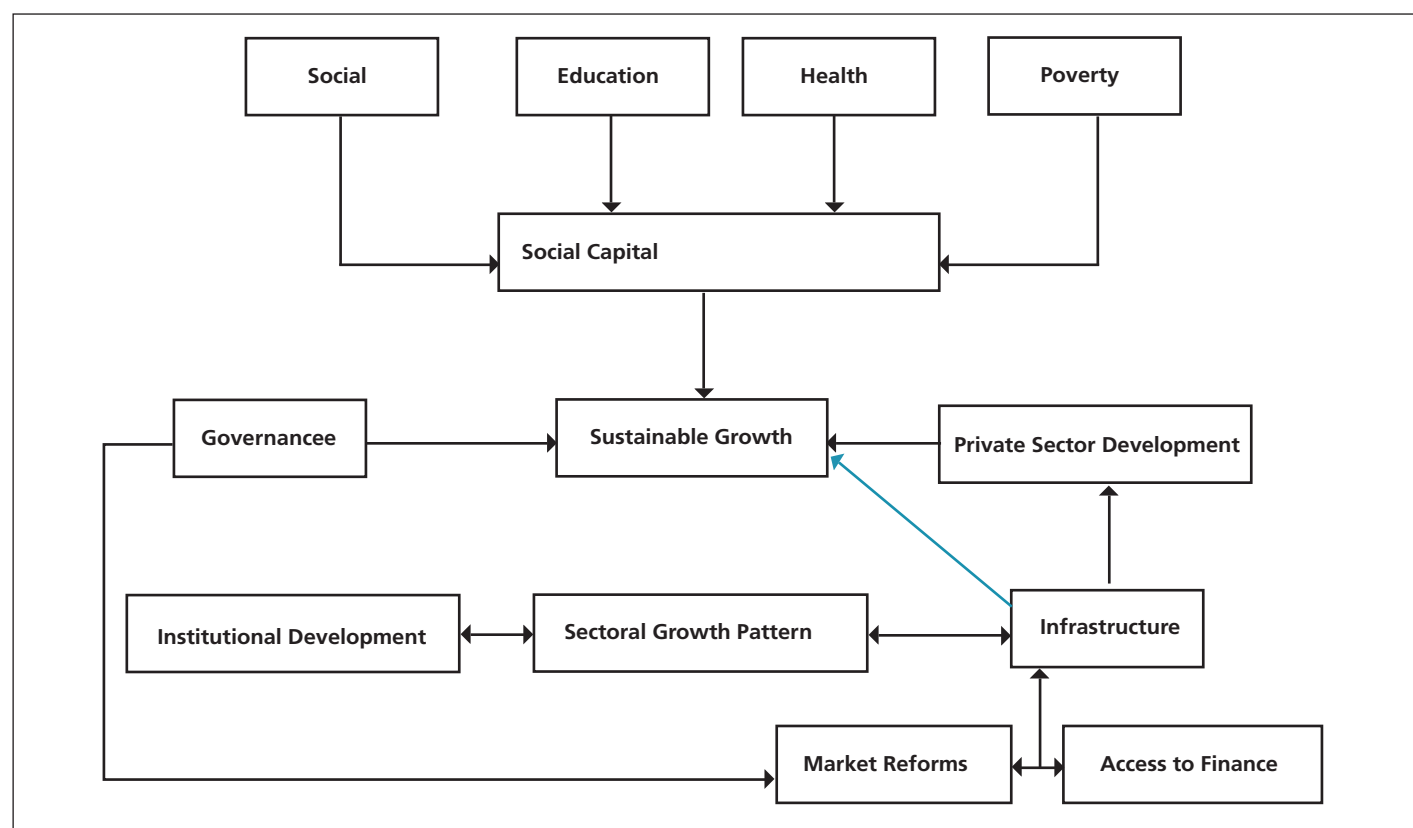 Social
Education
Health
Poverty
Social Capital
Governancee
Sustainable Growth
Private Sector Development
Institutional Development
Sectoral Growth Pattern
Infrastructure
Market Reforms
Access to Finance